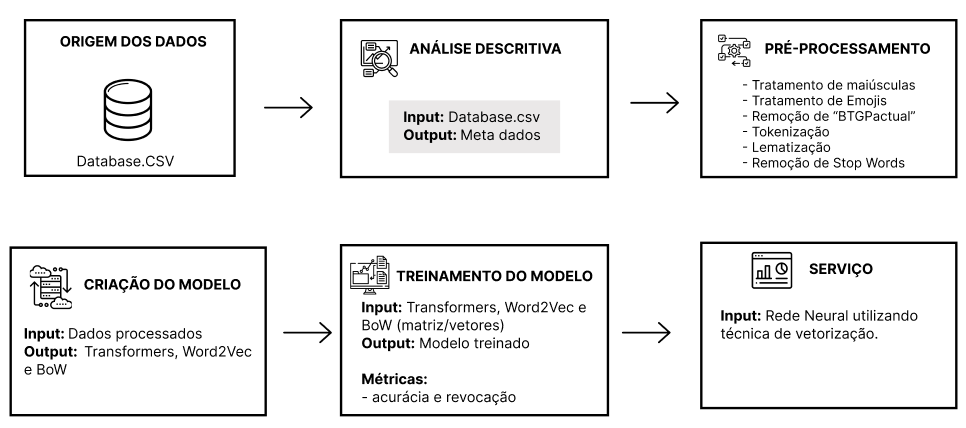 ORIGEM DOS DADOS
Database.CSV
ANÁLISE DESCRITIVA
Input: Database.csv
Output: Meta dados
PRÉ-PROCESSAMENTO
- Tratamento de maiúsculas
- Tratamento de Emojis
- Remoção de “BTGPactual”
- Tokenização
- Lematização
- Remoção de Stop Words
CRIAÇÃO DO MODELO
Input: Dados processados
Output: Transformers, Word2Vec
e BoW
TREINAMENTO DO MODELO
Input: Transformers, Word2Vec e
BoW (matriz/vetores)
Output: Modelo treinado
Métricas:
- acurácia e revocação
SERVIÇO
Input: Rede Neural utilizando
técnica de vetorização.